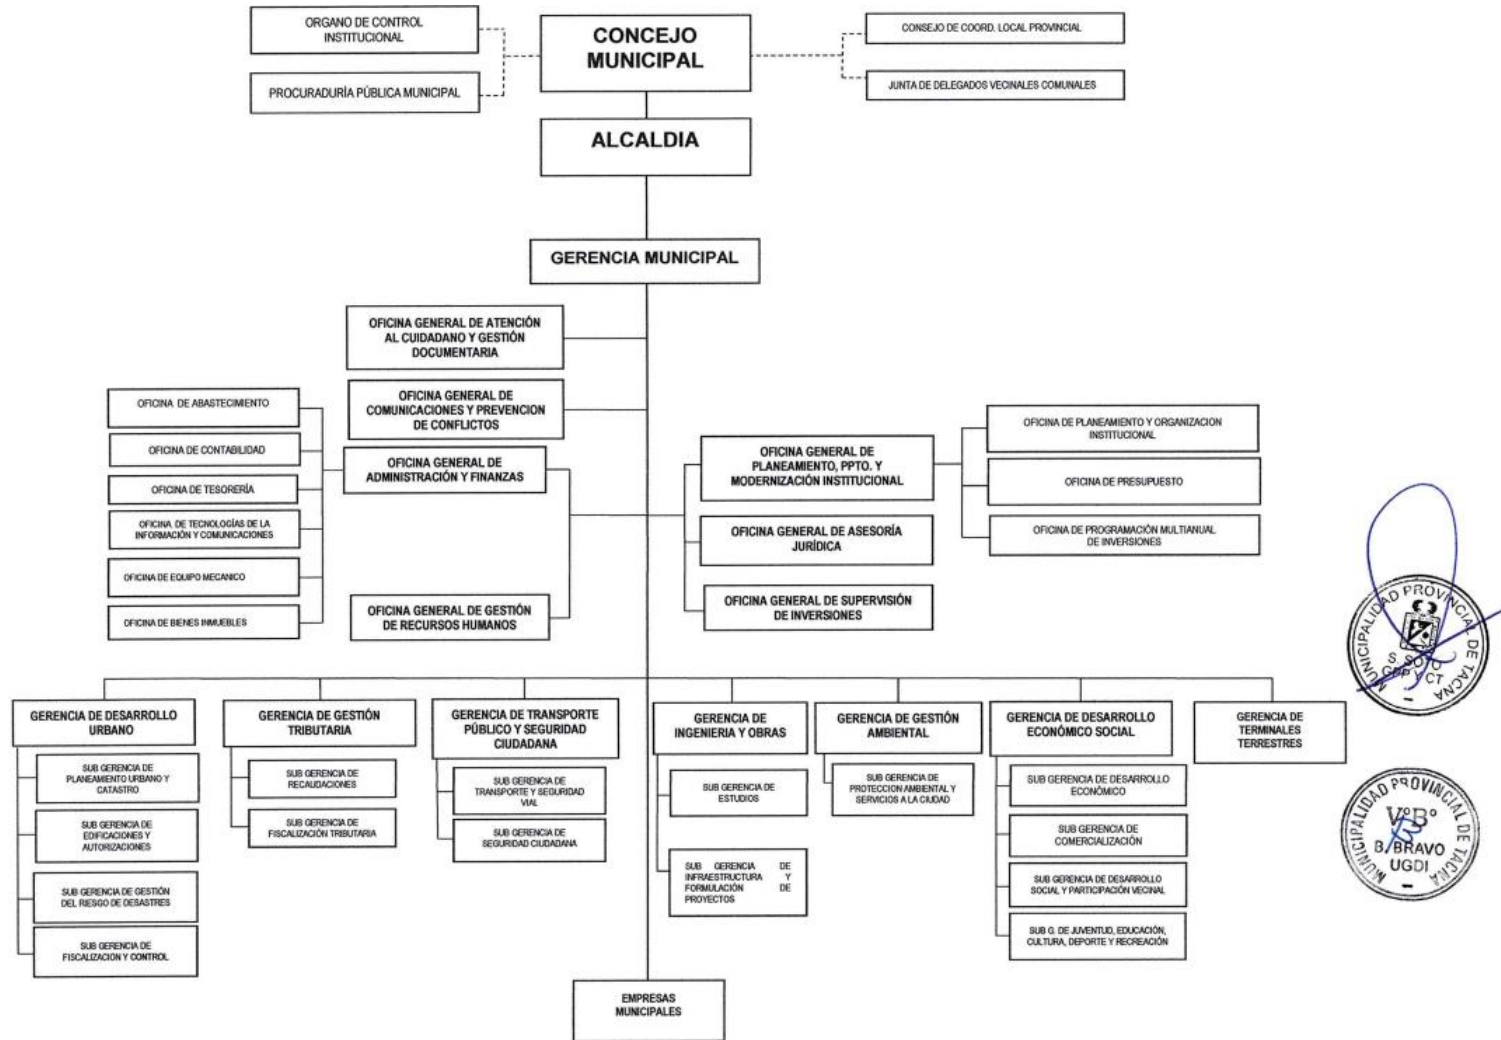 ORGANO DE CONTROL
INSTITUCIONAL
PROCURADURÍA PÚBLICA MUNICIPAL
CONCEJO
MUNICIPAL
CONSEJO DE COORD. LOCAL PROVINCIAL
JUNTA DE DELEGADOS VECINALES COMUNALES
ALCALDIA
GERENCIA MUNICIPAL
OFICINA GENERAL DE ATENCIÓN
AL CUIDADANO Y GESTIÓN
DOCUMENTARIA
OFICINA GENERAL DE
COMUNICACIONES Y PREVENCION
DE CONFLICTOS
OFICINA GENERAL DE
ADMINISTRACIÓN Y FINANZAS
OFICINA DE ABASTECIMIENTO
OFICINA DE CONTABILIDAD
OFICINA DE TESORERÍA
OFICINA DE TECNOLOGÍAS DE LA
INFORMACIÓN Y COMUNICACIONES
OFICINA DE EQUIPO MECANICO
OFICINA DE BIENES INMUEBLES
OFICINA GENERAL DE GESTIÓN
DE RECURSOS HUMANOS
OFICINA GENERAL DE
PLANEAMIENTO, PPTO. Y
MODERNIZACIÓN INSTITUCIONAL
OFICINA GENERAL DE ASESORÍA
JURÍDICA
OFICINA GENERAL DE SUPERVISIÓN
DE INVERSIONES
OFICINA DE PLANEAMIENTO Y ORGANIZACION
INSTITUCIONAL
OFICINA DE PRESUPUESTO
OFICINA DE PROGRAMACIÓN MULTIANUAL
DE INVERSIONES
GERENCIA DE DESARROLLO
URBANO
SUB GERENCIA DE
PLANEAMIENTO URBANO Y
CATASTRO
SUB GERENCIA DE
EDIFICACIONES Y
AUTORIZACIONES
SUB GERENCIA DE GESTIÓN
DEL RIESGO DE DESASTRES
SUB GERENCIA DE
FISCALIZACION Y CONTROL
GERENCIA DE GESTIÓN
TRIBUTARIA
SUB GERENCIA DE
RECAUDACIONES
SUB GERENCIA DE
FISCALIZACIÓN TRIBUTARIA
GERENCIA DE TRANSPORTE
PÚBLICO Y SEGURIDAD
CIUDADANA
SUB GERENCIA DE
TRANSPORTE Y SEGURIDAD
VIAL
SUB GERENCIA DE
SEGURIDAD CIUDADANA
GERENCIA DE
INGENIERIA Y OBRAS
SUB GERENCIA DE
ESTUDIOS
SUB GERENCIA DE
INFRAESTRUCTURA Y
FORMULACIÓN DE
PROYECTOS
GERENCIA DE GESTIÓN
AMBIENTAL
SUB GERENCIA DE
PROTECCION AMBIENTAL Y
SERVICIOS A LA CIUDAD
GERENCIA DE DESARROLLO
ECONÓMICO SOCIAL
SUB GERENCIA DE DESARROLLO
ECONÓMICO
SUB GERENCIA DE
COMERCIALIZACIÓN
SUB GERENCIA DE DESARROLLO
SOCIAL Y PARTICIPACIÓN VECINAL
SUB G. DE JUVENTUD, EDUCACIÓN,
CULTURA, DEPORTE Y RECREACIÓN
GERENCIA DE
TERMINALES
TERRESTRES
EMPRESAS
MUNICIPALES
MUNICIPALIDAD PROVINCIAL DE TACNA
S. SOTO
GPP Y CT
MUNICIPALIDAD PROVINCIAL DE TACNA
V°B°
B. BRAVO
UGDI